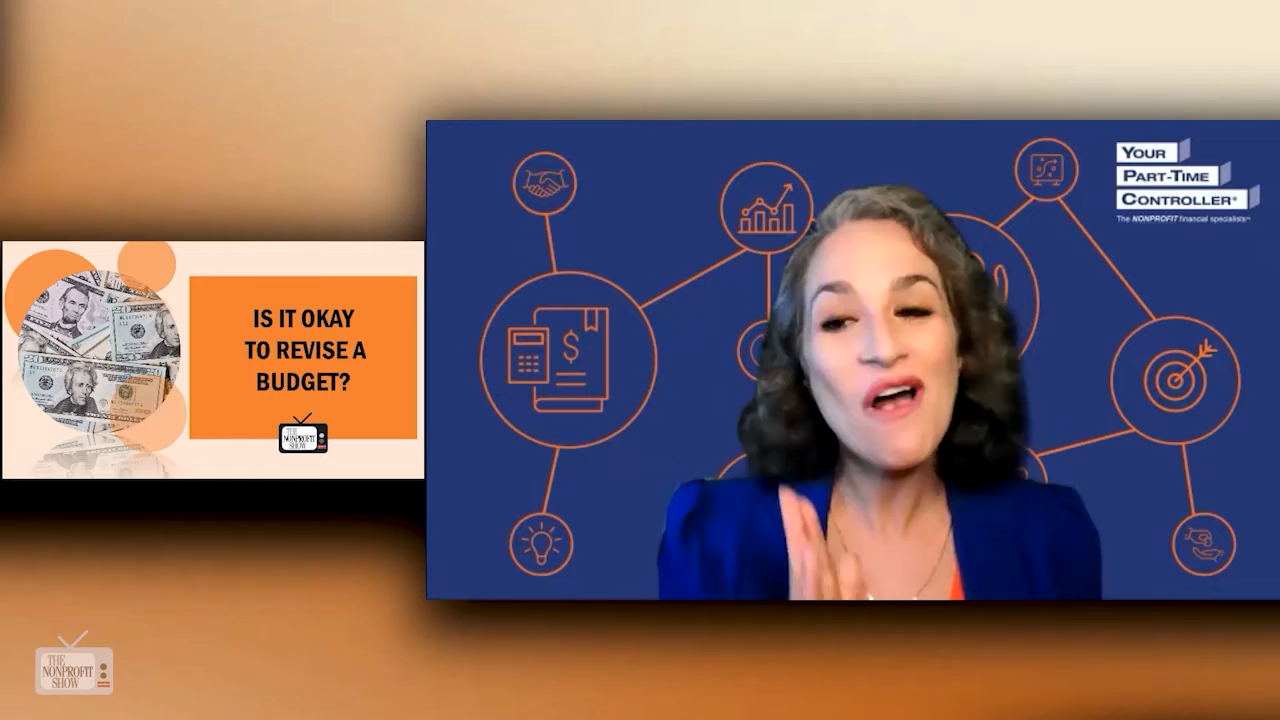 IS IT OKAY
TO REVISE A
BUDGET?
THE
NONPROFIT
SHOW
YOUR
PART-TIME
CONTROLLER®
The NONPROFIT financial specialists℠
THE
NONPROFIT
SHOW